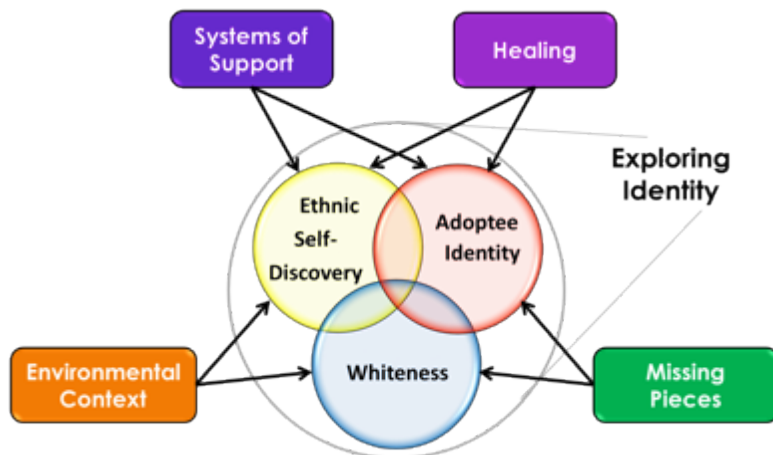 Systems of
Support
Healing
Exploring
Identity
Ethnic
Self-
Discovery
Adoptee
Identity
Whiteness
Environmental
Context
Missing
Pieces